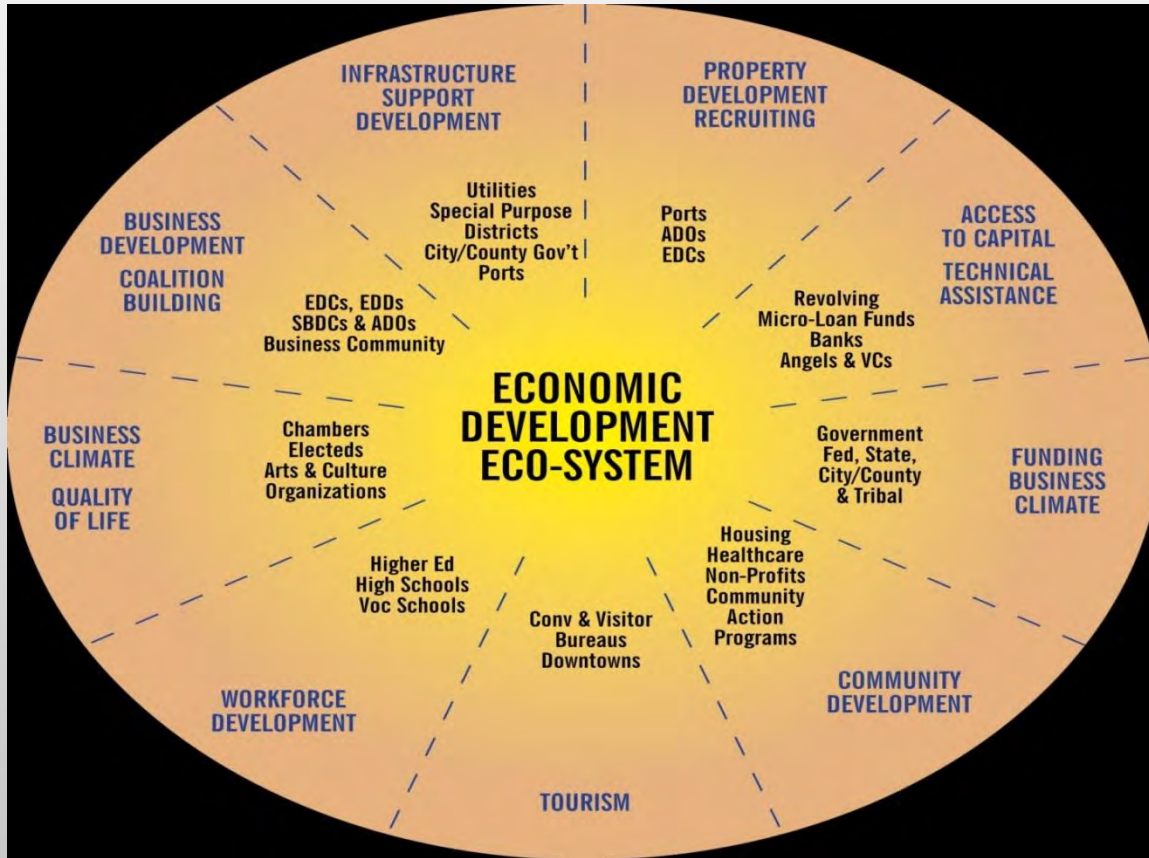 INFRASTRUCTURE
SUPPORT
DEVELOPMENT
Utilities
Special Purpose
Districts
City/County Gov't
Ports
PROPERTY
DEVELOPMENT
RECRUITING
Ports
ADOs
EDCs
ACCESS
TO CAPITAL
TECHNICAL
ASSISTANCE
Revolving
Micro-Loan Funds
Banks
Angels & VCs
FUNDING
BUSINESS
CLIMATE
Government
Fed, State,
City/County
& Tribal
COMMUNITY
DEVELOPMENT
Housing
Healthcare
Non-Profits
Community
Action
Programs
TOURISM
Conv & Visitor
Bureaus
Downtowns
WORKFORCE
DEVELOPMENT
Higher Ed
High Schools
Voc Schools
BUSINESS
CLIMATE
QUALITY
OF LIFE
Chambers
Electeds
Arts & Culture
Organizations
BUSINESS
DEVELOPMENT
COALITION
BUILDING
EDCs, EDDs
SBDCs & ADOs
Business Community
ECONOMIC
DEVELOPMENT
ECO-SYSTEM